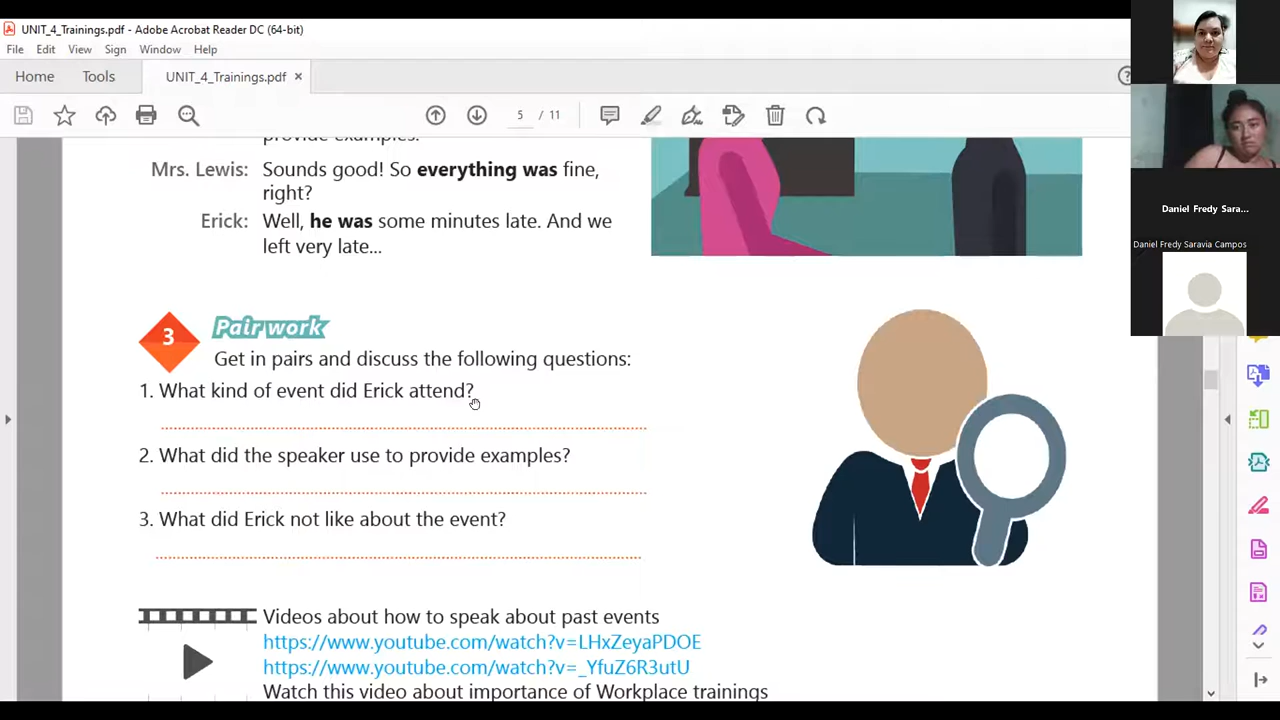 UNIT_4_Trainings.pdf - Adobe Acrobat Reader DC (64-bit)
File Edit View Sign Window Help
Home Tools UNIT_4_Trainings.pdf ×
5 / 11
provide examples.
Mrs. Lewis: Sounds good! So everything was fine,
right?
Erick: Well, he was some minutes late. And we
left very late...
3 Pair work
Get in pairs and discuss the following questions:
1. What kind of event did Erick attend?
2. What did the speaker use to provide examples?
3. What did Erick not like about the event?
Videos about how to speak about past events
https://www.youtube.com/watch?v=LHxZeyaPDOE
https://www.youtube.com/watch?v=_YfuZ6R3utU
Watch this video about importance of Workplace trainings
Daniel Fredy Sara...
Daniel Fredy Saravia Campos